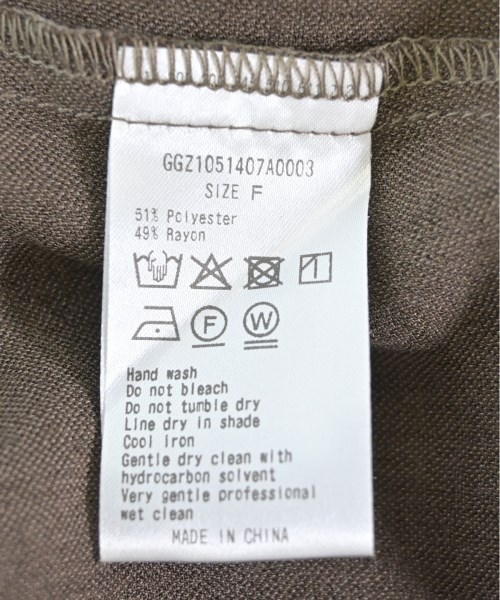 GGZ1051407A0003
SIZE F
51% Polyester
49% Rayon
F W
Hand wash
Do not bleach
Do not tumble dry
Line dry in shade
Cool iron
Gentle dry clean with
hydrocarbon solvent
Very gentle professional
wet clean
MADE IN CHINA